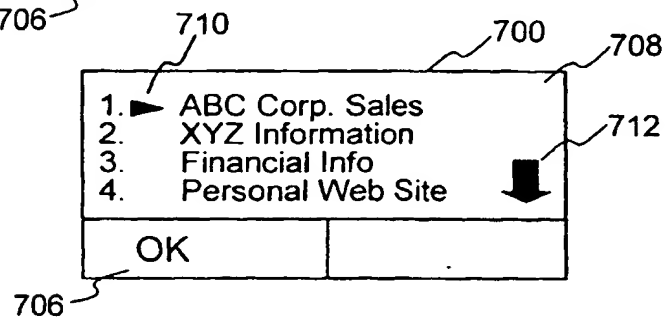 706
710
700
708
1. ► ABC Corp. Sales
2. XYZ Information
712
3. Financial Info
4. Personal Web Site
OK
706